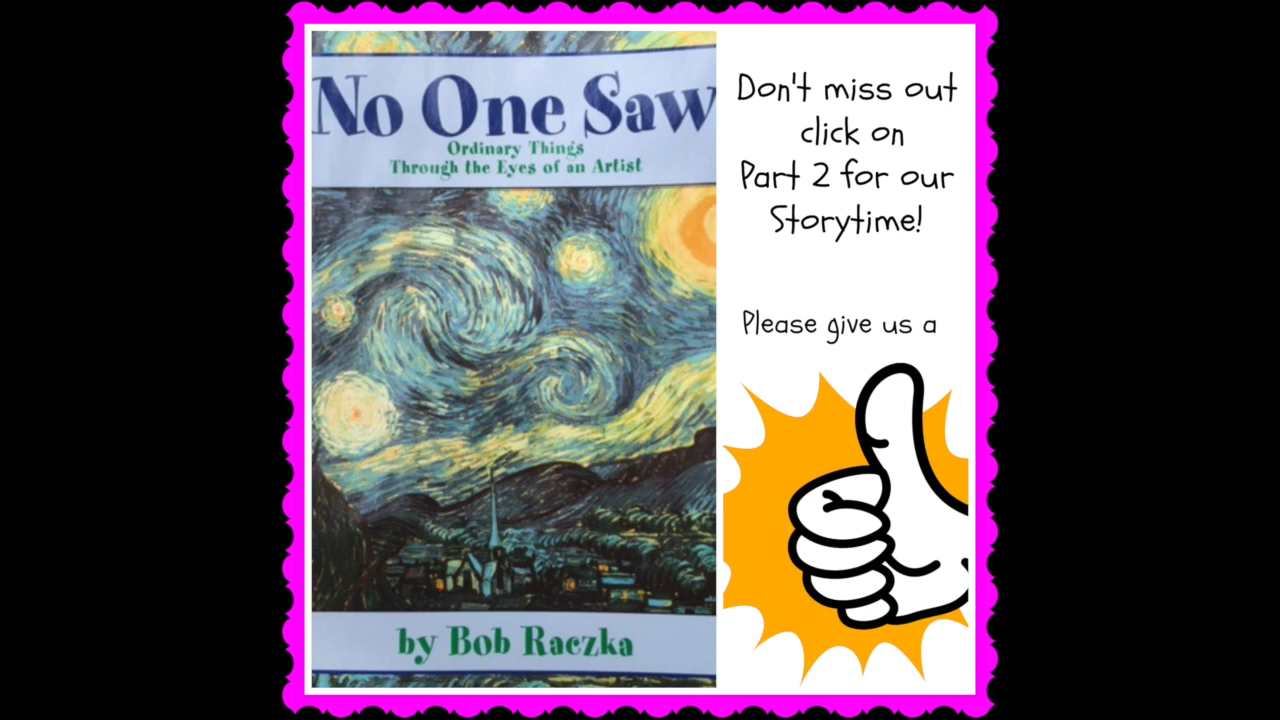 No One Saw
Ordinary Things
Through the Eyes of an Artist
by Bob Raczka
Don't miss out
click on
Part 2 for our
Storytime!
Please give us a